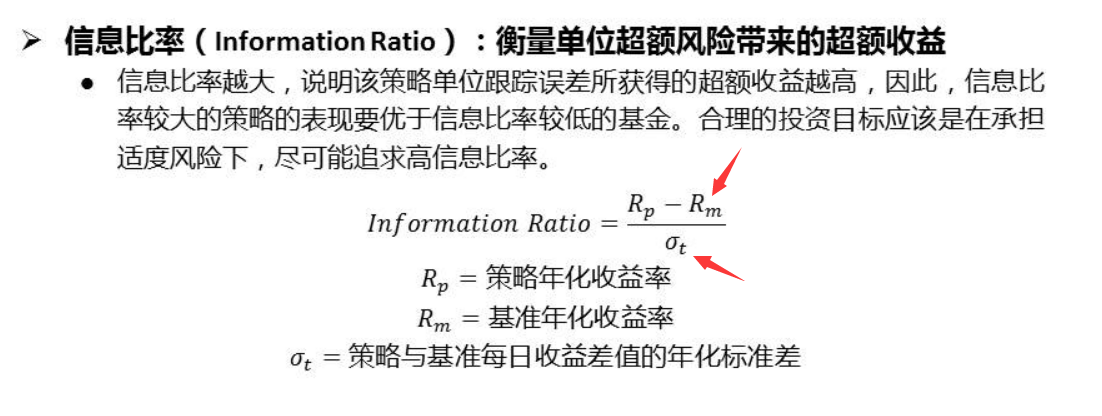 ➤ 信息比率（Information Ratio）：衡量单位超额风险带来的超额收益
● 信息比率越大，说明该策略单位跟踪误差所获得的超额收益越高，因此，信息比
率较大的策略的表现要优于信息比率较低的基金。合理的投资目标应该是在承担
适度风险下，尽可能追求高信息比率。
Information Ratio = (R_p − R_m) / σ_t
R_p = 策略年化收益率
R_m = 基准年化收益率
σ_t = 策略与基准每日收益差值的年化标准差